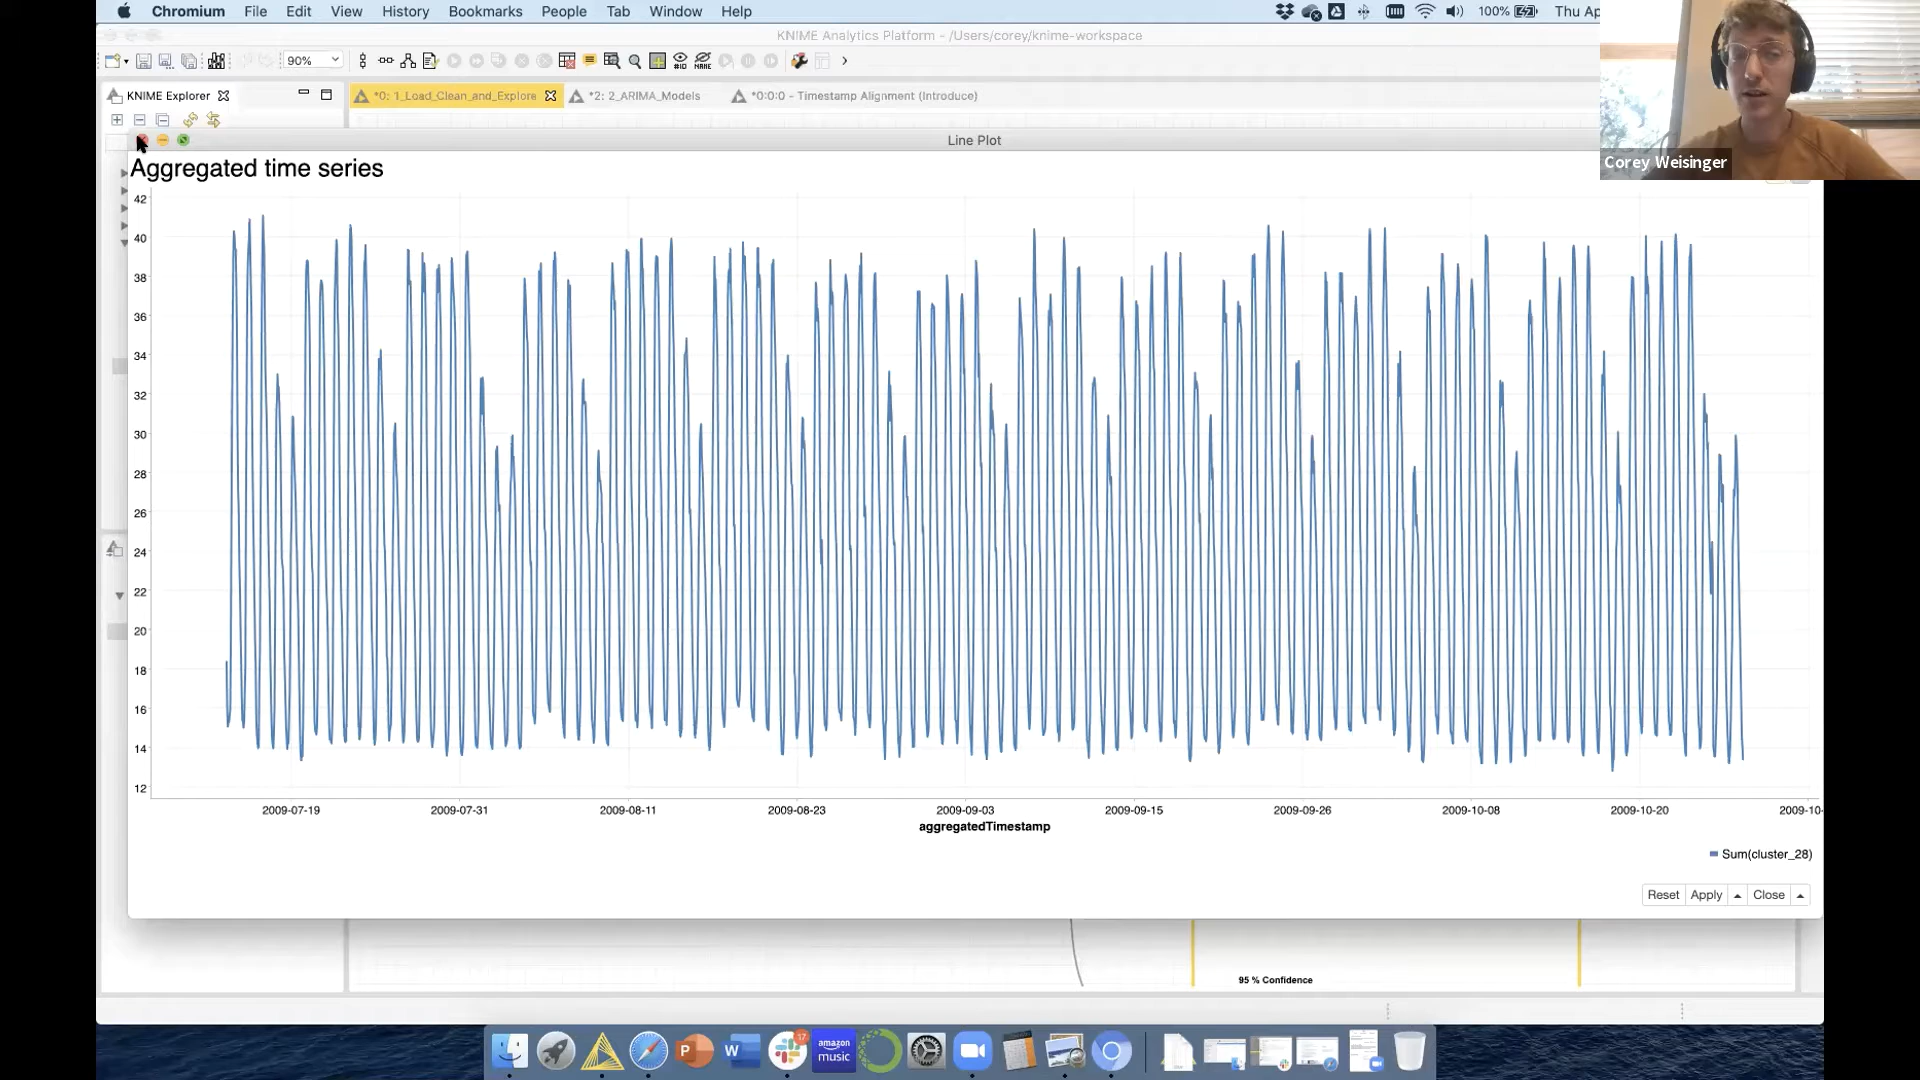 Chromium File Edit View History Bookmarks People Tab Window Help 100% Thu Ap
KNIME Analytics Platform - /Users/corey/knime-workspace
90%
KNIME Explorer *0: 1_Load_Clean_and_Explore *2: 2_ARIMA_Models *0:0:0 - Timestamp Alignment (Introduce)
Line Plot
Corey Weisinger
Aggregated time series
42
40
38
36
34
32
30
28
26
24
22
20
18
16
14
12
2009-07-19 2009-07-31 2009-08-11 2009-08-23 2009-09-03 2009-09-15 2009-09-26 2009-10-08 2009-10-20 2009-10-
aggregatedTimestamp
Sum(cluster_28)
Reset Apply Close
95 % Confidence
17
P W amazon music